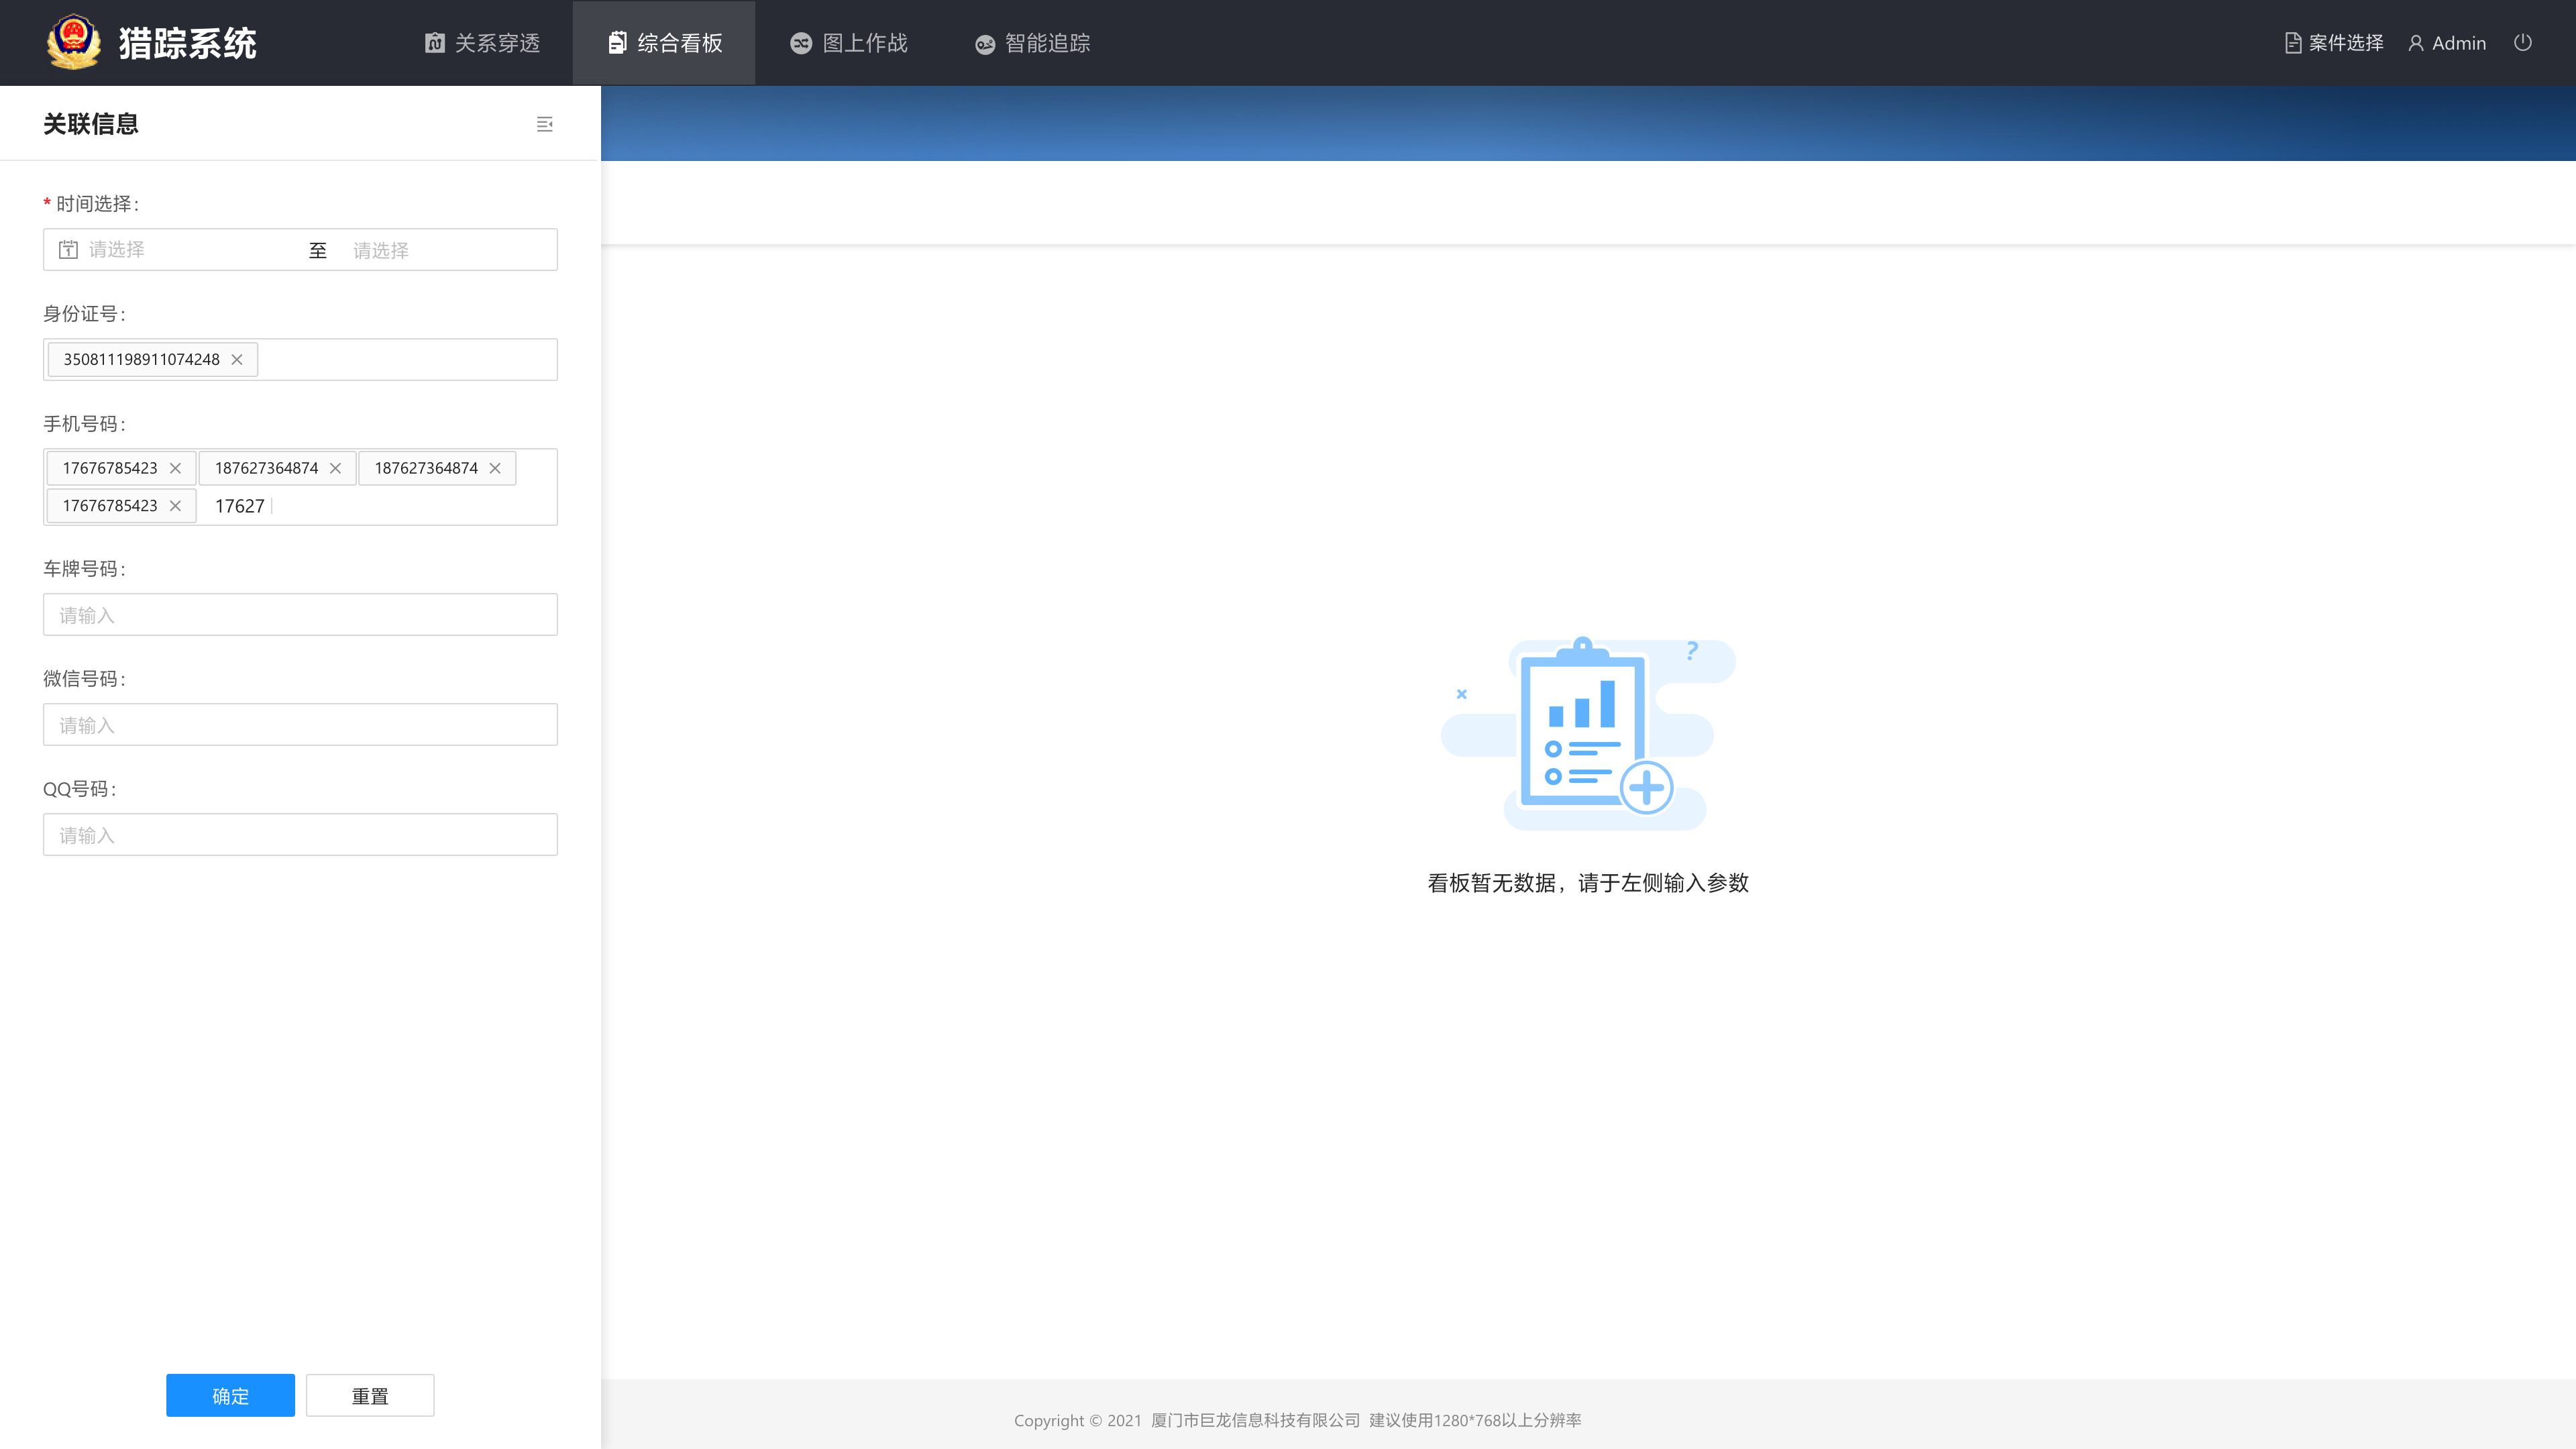 猎踪系统
关系穿透
综合看板
图上作战
智能追踪
案件选择
Admin
关联信息
* 时间选择：
请选择 至 请选择
身份证号：
350811198911074248
手机号码：
17676785423 187627364874 187627364874
17676785423 17627
车牌号码：
请输入
微信号码：
请输入
QQ号码：
请输入
确定 重置
?
看板暂无数据，请于左侧输入参数
Copyright © 2021 厦门市巨龙信息科技有限公司 建议使用1280*768以上分辨率